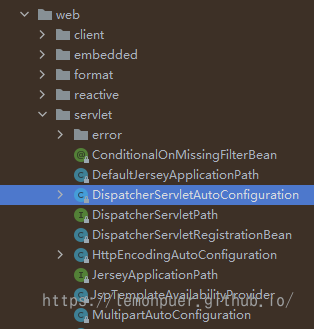 web
client
embedded
format
reactive
servlet
error
ConditionalOnMissingFilterBean
DefaultJerseyApplicationPath
DispatcherServletAutoConfiguration
DispatcherServletPath
DispatcherServletRegistrationBean
HttpEncodingAutoConfiguration
JerseyApplicationPath
JspTemplateAvailabilityProvider
https://lemonpuer.github.io/
MultipartAutoConfiguration